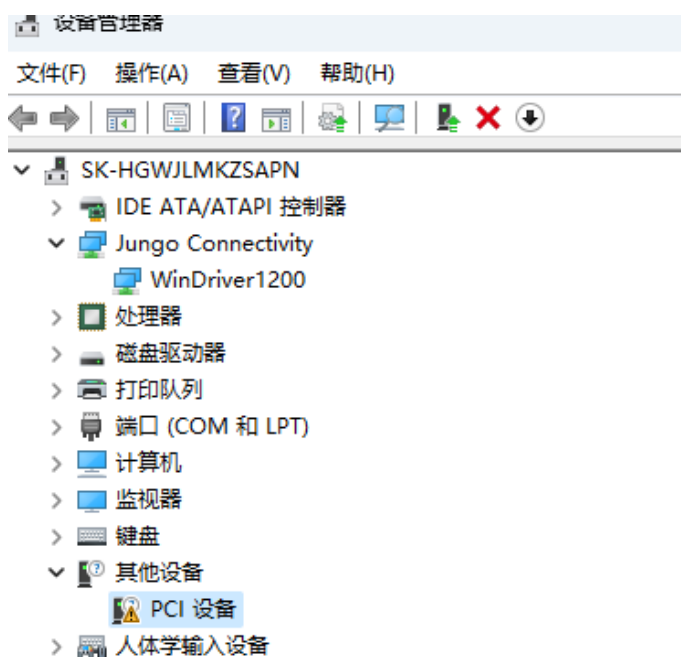 设备管理器
文件(F) 操作(A) 查看(V) 帮助(H)
SK-HGWJLMKZSAPN
IDE ATA/ATAPI 控制器
Jungo Connectivity
WinDriver1200
处理器
磁盘驱动器
打印队列
端口 (COM 和 LPT)
计算机
监视器
键盘
其他设备
PCI 设备
人体学输入设备